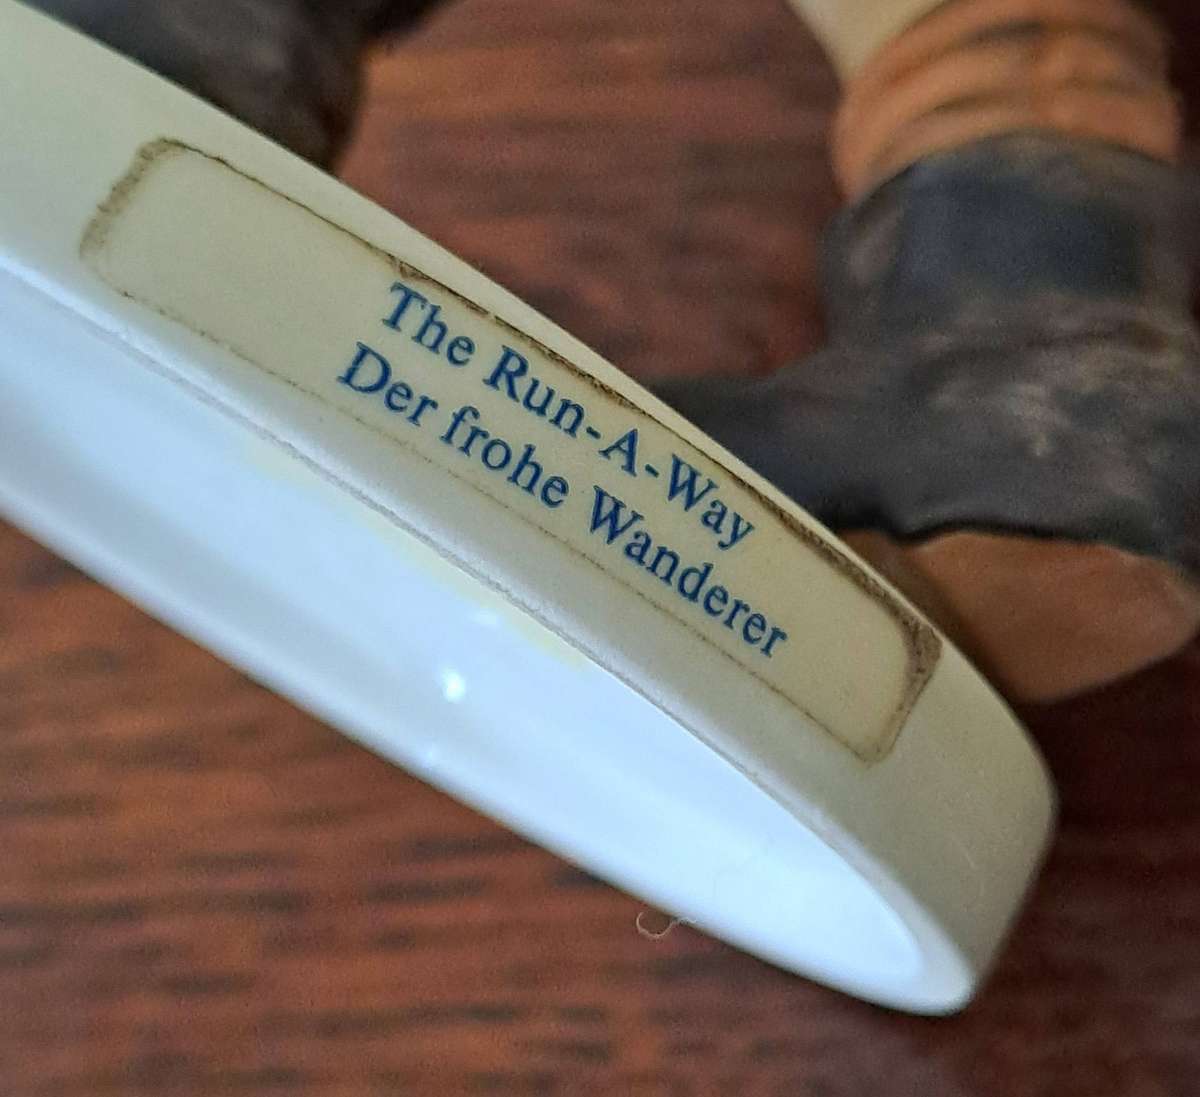 The Run-A-Way
Der frohe Wanderer